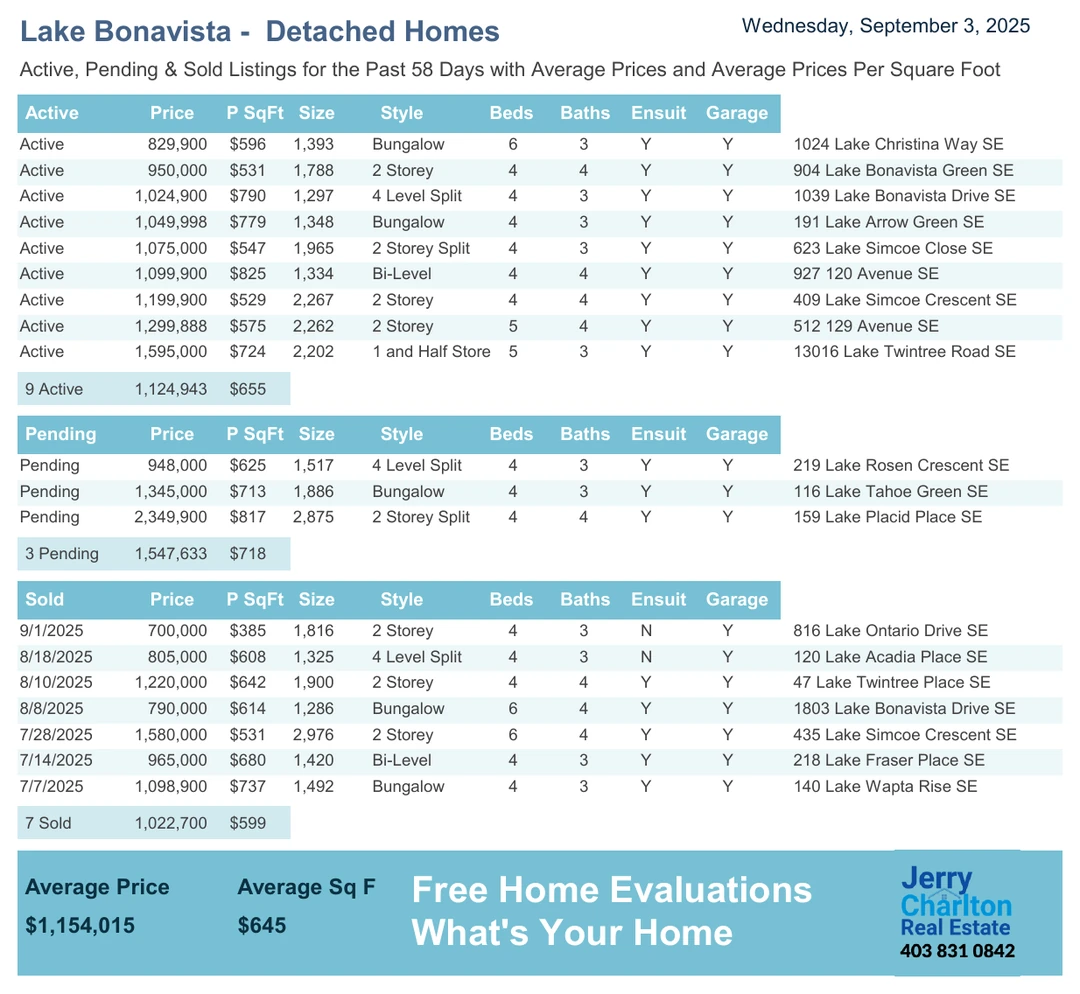 Lake Bonavista -  Detached Homes
Wednesday, September 3, 2025
Active, Pending & Sold Listings for the Past 58 Days with Average Prices and Average Prices Per Square Foot
Active Price P SqFt Size Style Beds Baths Ensuit Garage
Active 829,900 $596 1,393 Bungalow 6 3 Y Y 1024 Lake Christina Way SE
Active 950,000 $531 1,788 2 Storey 4 4 Y Y 904 Lake Bonavista Green SE
Active 1,024,900 $790 1,297 4 Level Split 4 3 Y Y 1039 Lake Bonavista Drive SE
Active 1,049,998 $779 1,348 Bungalow 4 3 Y Y 191 Lake Arrow Green SE
Active 1,075,000 $547 1,965 2 Storey Split 4 3 Y Y 623 Lake Simcoe Close SE
Active 1,099,900 $825 1,334 Bi-Level 4 4 Y Y 927 120 Avenue SE
Active 1,199,900 $529 2,267 2 Storey 4 4 Y Y 409 Lake Simcoe Crescent SE
Active 1,299,888 $575 2,262 2 Storey 5 4 Y Y 512 129 Avenue SE
Active 1,595,000 $724 2,202 1 and Half Store 5 3 Y Y 13016 Lake Twintree Road SE
9 Active 1,124,943 $655
Pending Price P SqFt Size Style Beds Baths Ensuit Garage
Pending 948,000 $625 1,517 4 Level Split 4 3 Y Y 219 Lake Rosen Crescent SE
Pending 1,345,000 $713 1,886 Bungalow 4 3 Y Y 116 Lake Tahoe Green SE
Pending 2,349,900 $817 2,875 2 Storey Split 4 4 Y Y 159 Lake Placid Place SE
3 Pending 1,547,633 $718
Sold Price P SqFt Size Style Beds Baths Ensuit Garage
9/1/2025 700,000 $385 1,816 2 Storey 4 3 N Y 816 Lake Ontario Drive SE
8/18/2025 805,000 $608 1,325 4 Level Split 4 3 N Y 120 Lake Acadia Place SE
8/10/2025 1,220,000 $642 1,900 2 Storey 4 4 Y Y 47 Lake Twintree Place SE
8/8/2025 790,000 $614 1,286 Bungalow 6 4 Y Y 1803 Lake Bonavista Drive SE
7/28/2025 1,580,000 $531 2,976 2 Storey 6 4 Y Y 435 Lake Simcoe Crescent SE
7/14/2025 965,000 $680 1,420 Bi-Level 4 3 Y Y 218 Lake Fraser Place SE
7/7/2025 1,098,900 $737 1,492 Bungalow 4 3 Y Y 140 Lake Wapta Rise SE
7 Sold 1,022,700 $599
Average Price Average Sq F
$1,154,015 $645
Free Home Evaluations
What's Your Home
Jerry
Charlton
Real Estate
403 831 0842